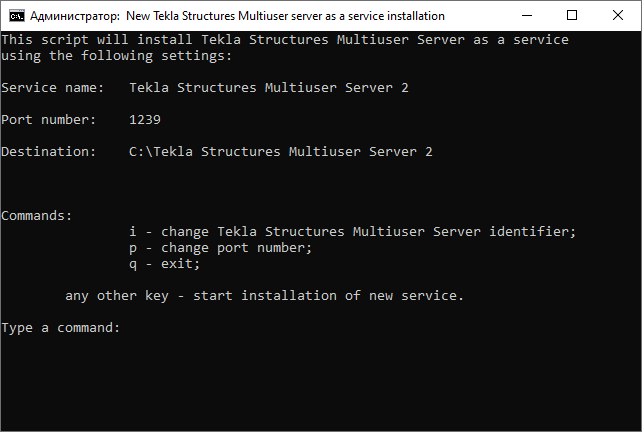 Администратор: New Tekla Structures Multiuser server as a service installation
This script will install Tekla Structures Multiuser Server as a service
using the following settings:
Service name: Tekla Structures Multiuser Server 2
Port number: 1239
Destination: C:\Tekla Structures Multiuser Server 2
Commands:
i - change Tekla Structures Multiuser Server identifier;
p - change port number;
q - exit;
any other key - start installation of new service.
Type a command: